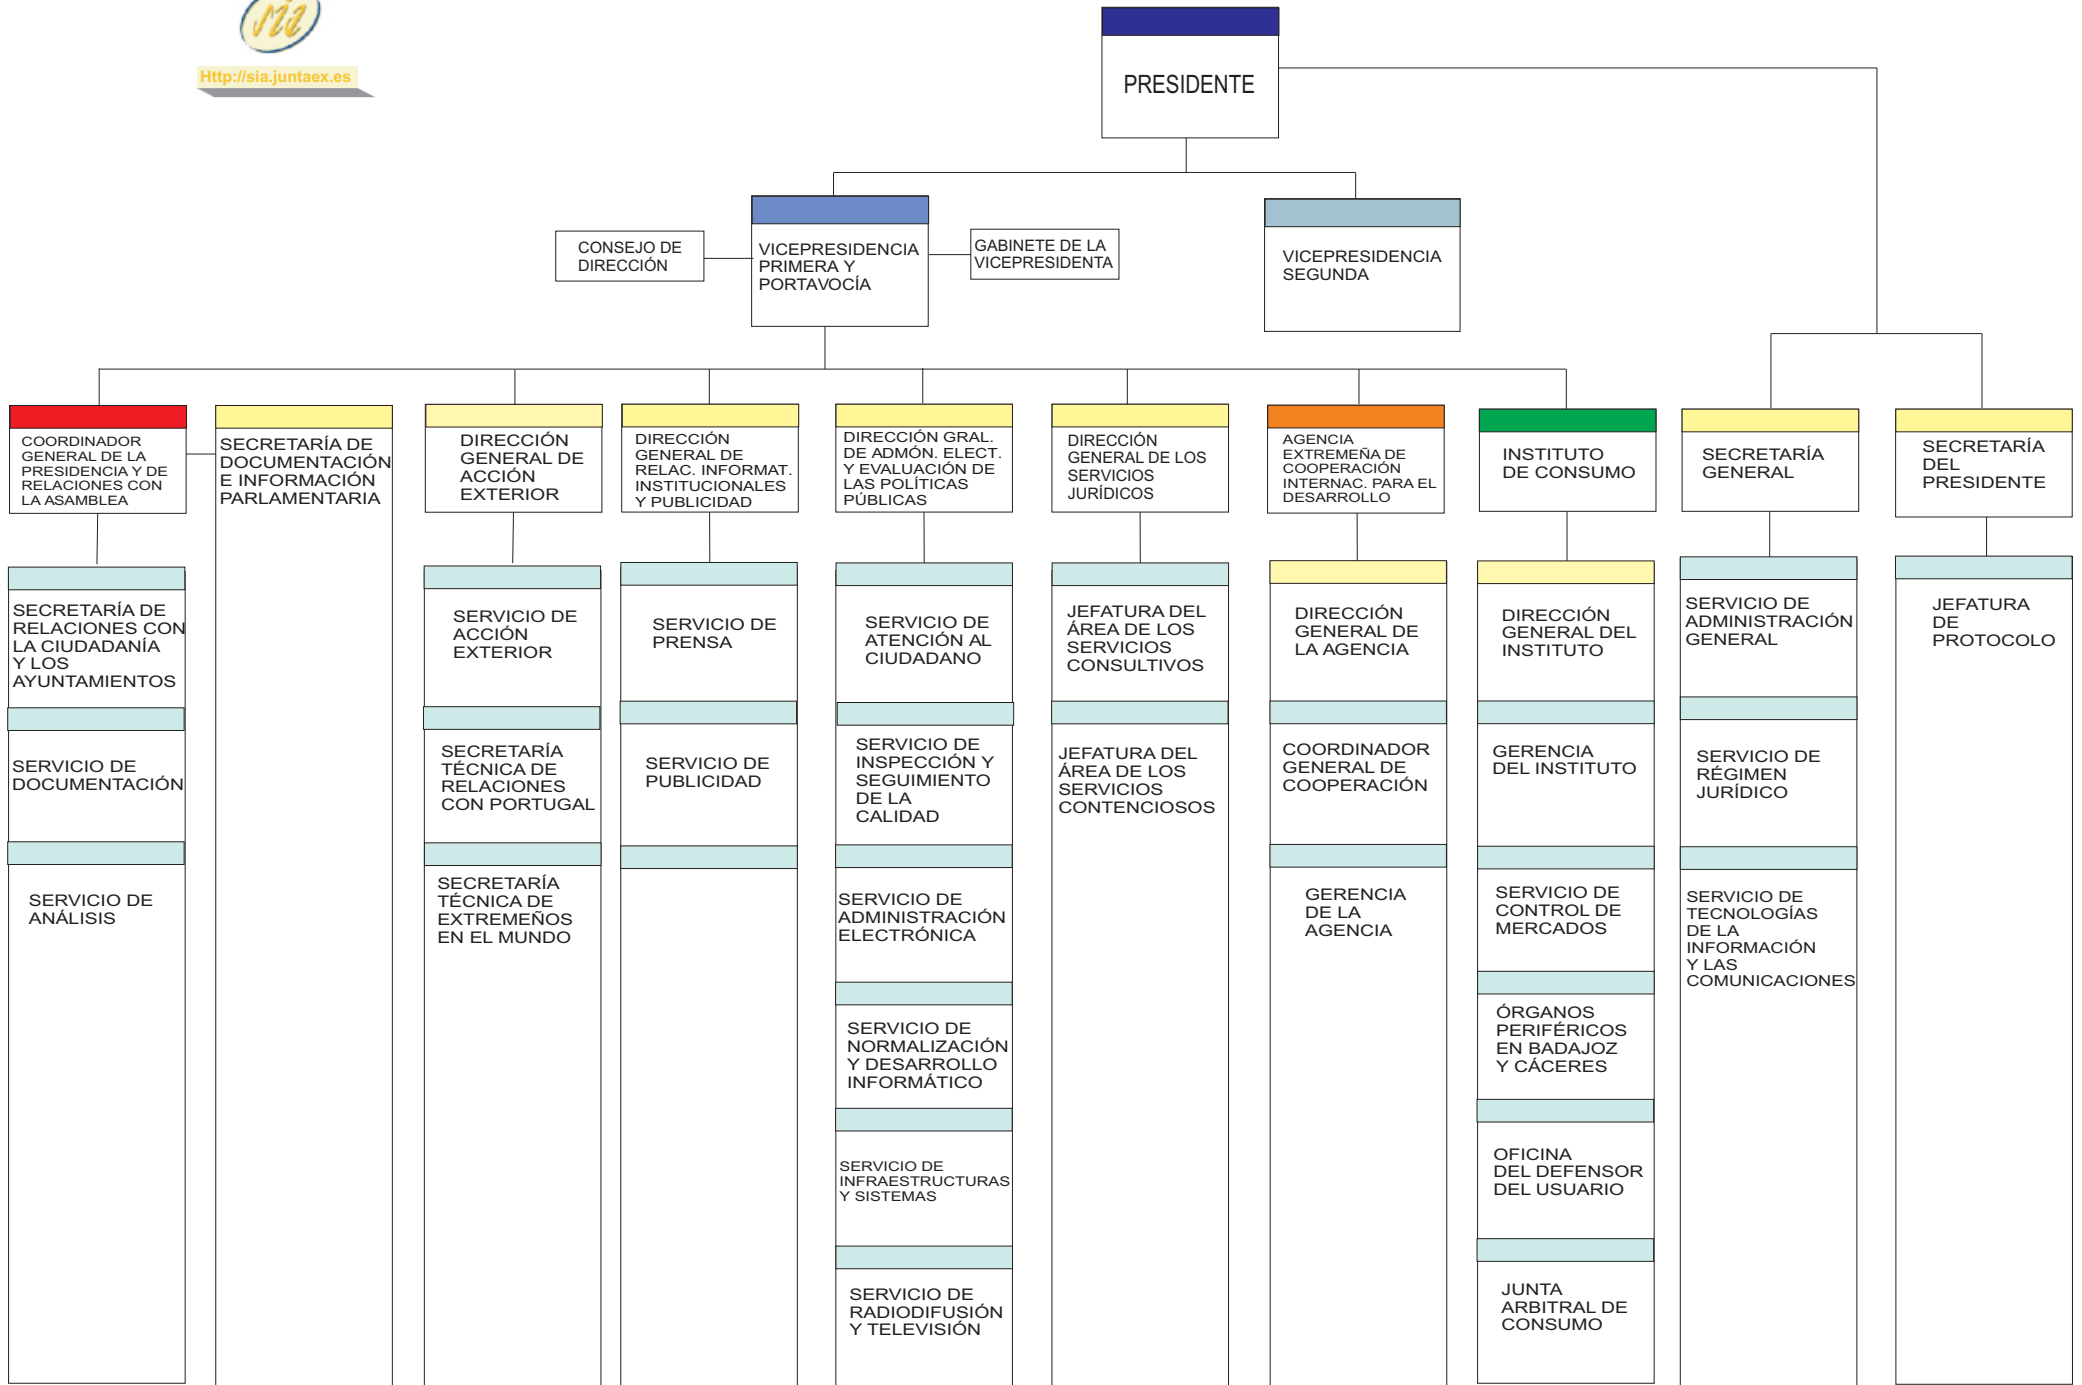 sia
Http://sia.juntaex.es
PRESIDENTE
CONSEJO DE
DIRECCIÓN
VICEPRESIDENCIA
PRIMERA Y
PORTAVOCÍA
GABINETE DE LA
VICEPRESIDENTA
VICEPRESIDENCIA
SEGUNDA
COORDINADOR
GENERAL DE LA
PRESIDENCIA Y DE
RELACIONES CON
LA ASAMBLEA
SECRETARÍA DE
DOCUMENTACIÓN
E INFORMACIÓN
PARLAMENTARIA
DIRECCIÓN
GENERAL DE
ACCIÓN
EXTERIOR
DIRECCIÓN
GENERAL DE
RELAC. INFORMAT.
INSTITUCIONALES
Y PUBLICIDAD
DIRECCIÓN GRAL.
DE ADMÓN. ELECT.
Y EVALUACIÓN DE
LAS POLÍTICAS
PÚBLICAS
DIRECCIÓN
GENERAL DE LOS
SERVICIOS
JURÍDICOS
AGENCIA
EXTREMEÑA DE
COOPERACIÓN
INTERNAC. PARA EL
DESARROLLO
INSTITUTO
DE CONSUMO
SECRETARÍA
GENERAL
SECRETARÍA
DEL
PRESIDENTE
SECRETARÍA DE
RELACIONES CON
LA CIUDADANÍA
Y LOS
AYUNTAMIENTOS
SERVICIO DE
DOCUMENTACIÓN
SERVICIO DE
ANÁLISIS
SERVICIO DE
ACCIÓN
EXTERIOR
SECRETARÍA
TÉCNICA DE
RELACIONES
CON PORTUGAL
SECRETARÍA
TÉCNICA DE
EXTREMEÑOS
EN EL MUNDO
SERVICIO DE
PRENSA
SERVICIO DE
PUBLICIDAD
SERVICIO DE
ATENCIÓN AL
CIUDADANO
SERVICIO DE
INSPECCIÓN Y
SEGUIMIENTO
DE LA
CALIDAD
SERVICIO DE
ADMINISTRACIÓN
ELECTRÓNICA
SERVICIO DE
NORMALIZACIÓN
Y DESARROLLO
INFORMÁTICO
SERVICIO DE
INFRAESTRUCTURAS
Y SISTEMAS
SERVICIO DE
RADIODIFUSIÓN
Y TELEVISIÓN
JEFATURA DEL
ÁREA DE LOS
SERVICIOS
CONSULTIVOS
JEFATURA DEL
ÁREA DE LOS
SERVICIOS
CONTENCIOSOS
DIRECCIÓN
GENERAL DE
LA AGENCIA
COORDINADOR
GENERAL DE
COOPERACIÓN
GERENCIA
DE LA
AGENCIA
DIRECCIÓN
GENERAL DEL
INSTITUTO
GERENCIA
DEL INSTITUTO
SERVICIO DE
CONTROL DE
MERCADOS
ÓRGANOS
PERIFÉRICOS
EN BADAJOZ
Y CÁCERES
OFICINA
DEL DEFENSOR
DEL USUARIO
JUNTA
ARBITRAL DE
CONSUMO
SERVICIO DE
ADMINISTRACIÓN
GENERAL
SERVICIO DE
RÉGIMEN
JURÍDICO
SERVICIO DE
TECNOLOGÍAS
DE LA
INFORMACIÓN
Y LAS
COMUNICACIONES
JEFATURA
DE
PROTOCOLO